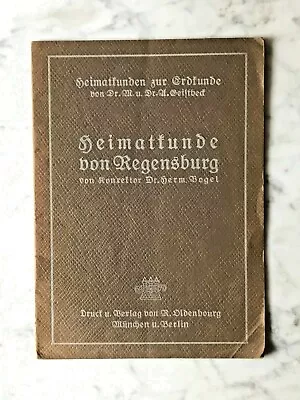 Heimatkunden zur Erdkunde
von Dr. M. u. Dr. A. Geistbeck
Heimatkunde
von Regensburg
von Konrektor Dr. Herm. Vogel
Druck u. Verlag von R. Oldenbourg
München u. Berlin